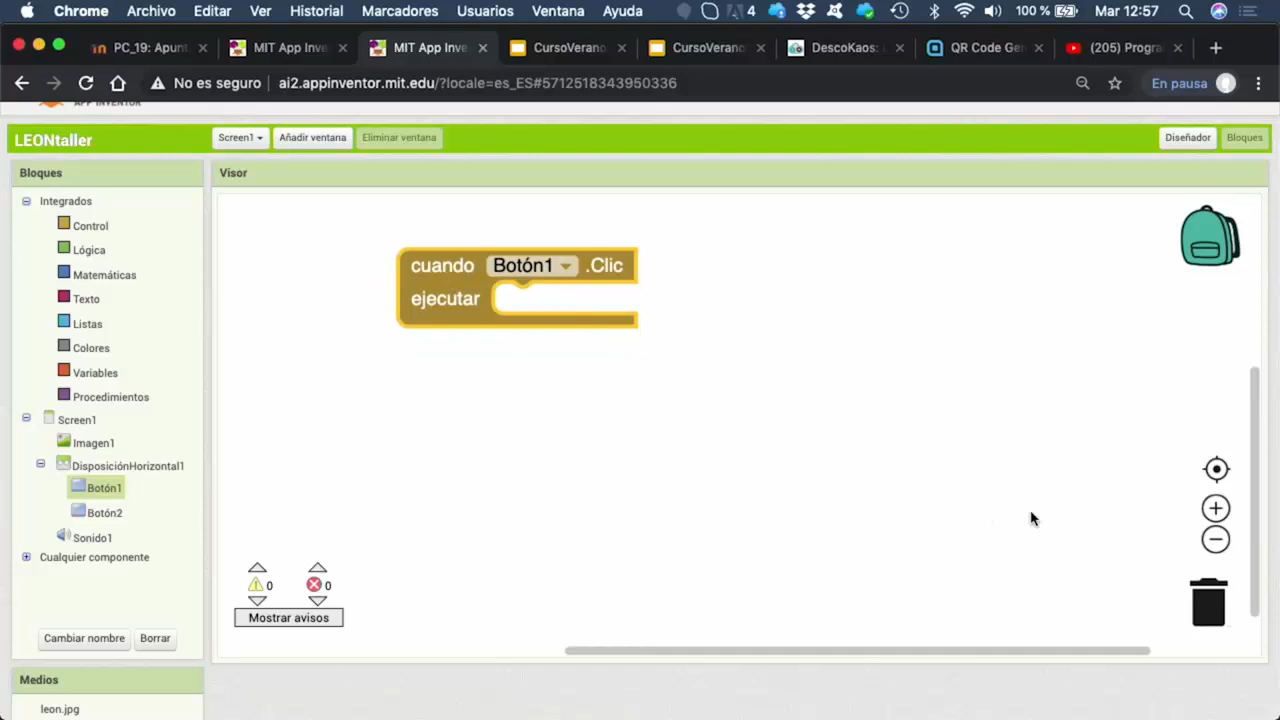 Chrome Archivo Editar Ver Historial Marcadores Usuarios Ventana Ayuda 4 100 % Mar 12:57
PC_19: Apunt MIT App Inve MIT App Inve CursoVerano CursoVerano DescoKaos: QR Code Gen (205) Progra
No es seguro ai2.appinventor.mit.edu/?locale=es_ES#5712518343950336 En pausa
APP INVENTOR
LEONtaller Screen1 Añadir ventana Eliminar ventana Diseñador Bloques
Bloques
Visor
Integrados
Control
Lógica
Matemáticas
Texto
Listas
Colores
Variables
Procedimientos
Screen1
Imagen1
DisposiciónHorizontal1
Botón1
Botón2
Sonido1
Cualquier componente
Cambiar nombre Borrar
cuando Botón1 .Clic
ejecutar
0 0
Mostrar avisos
Medios
leon.jpg